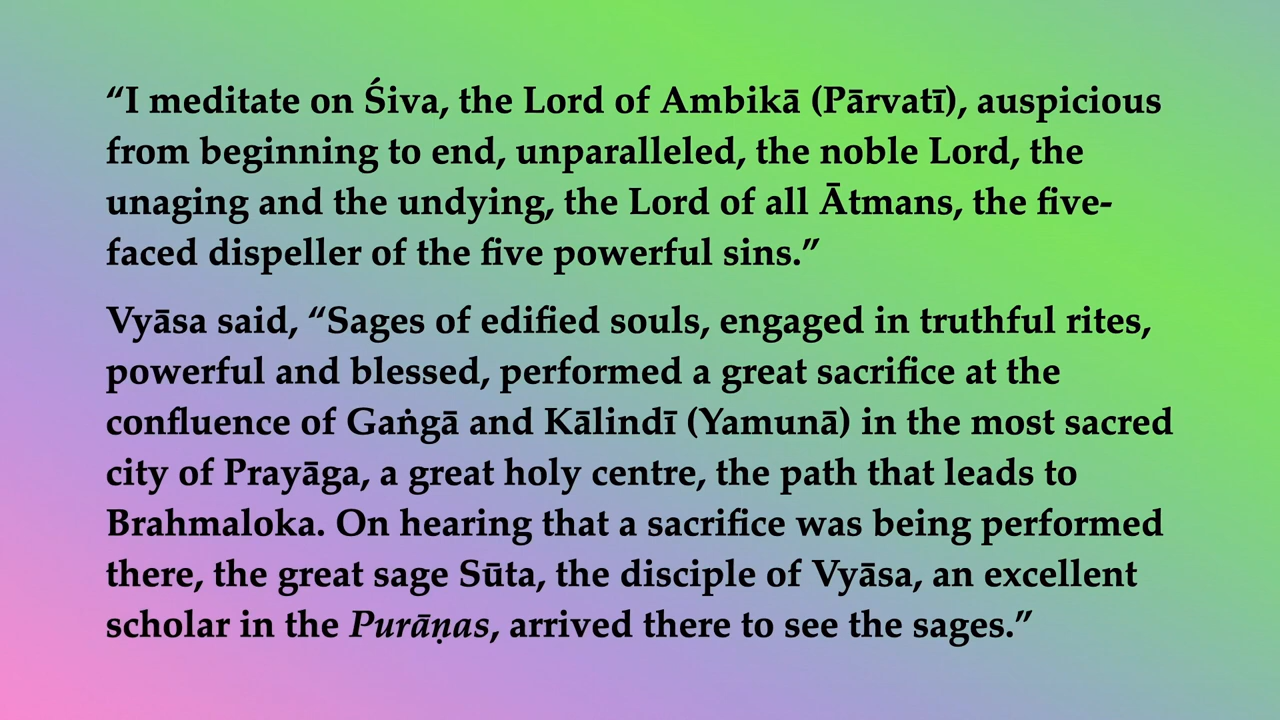 “I meditate on Śiva, the Lord of Ambikā (Pārvatī), auspicious
from beginning to end, unparalleled, the noble Lord, the
unaging and the undying, the Lord of all Ātmans, the five-
faced dispeller of the five powerful sins.”
Vyāsa said, “Sages of edified souls, engaged in truthful rites,
powerful and blessed, performed a great sacrifice at the
confluence of Gaṅgā and Kālindī (Yamunā) in the most sacred
city of Prayāga, a great holy centre, the path that leads to
Brahmaloka. On hearing that a sacrifice was being performed
there, the great sage Sūta, the disciple of Vyāsa, an excellent
scholar in the Purāṇas, arrived there to see the sages.”